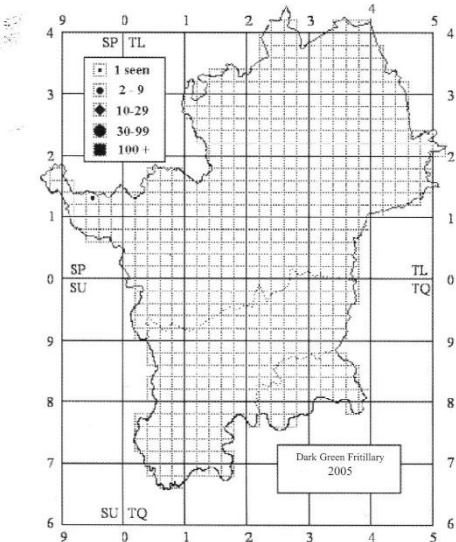 9 0 1 2 3 4 5
SP TL
4 4
1 seen
2 - 9
10-29
30-99
100 +
3 3
2 2
1 1
SP TL
0 0
SU TQ
9 9
8 8
Dark Green Fritillary
2005
7 7
SU TQ
6 6
9 0 1 2 3 4 5